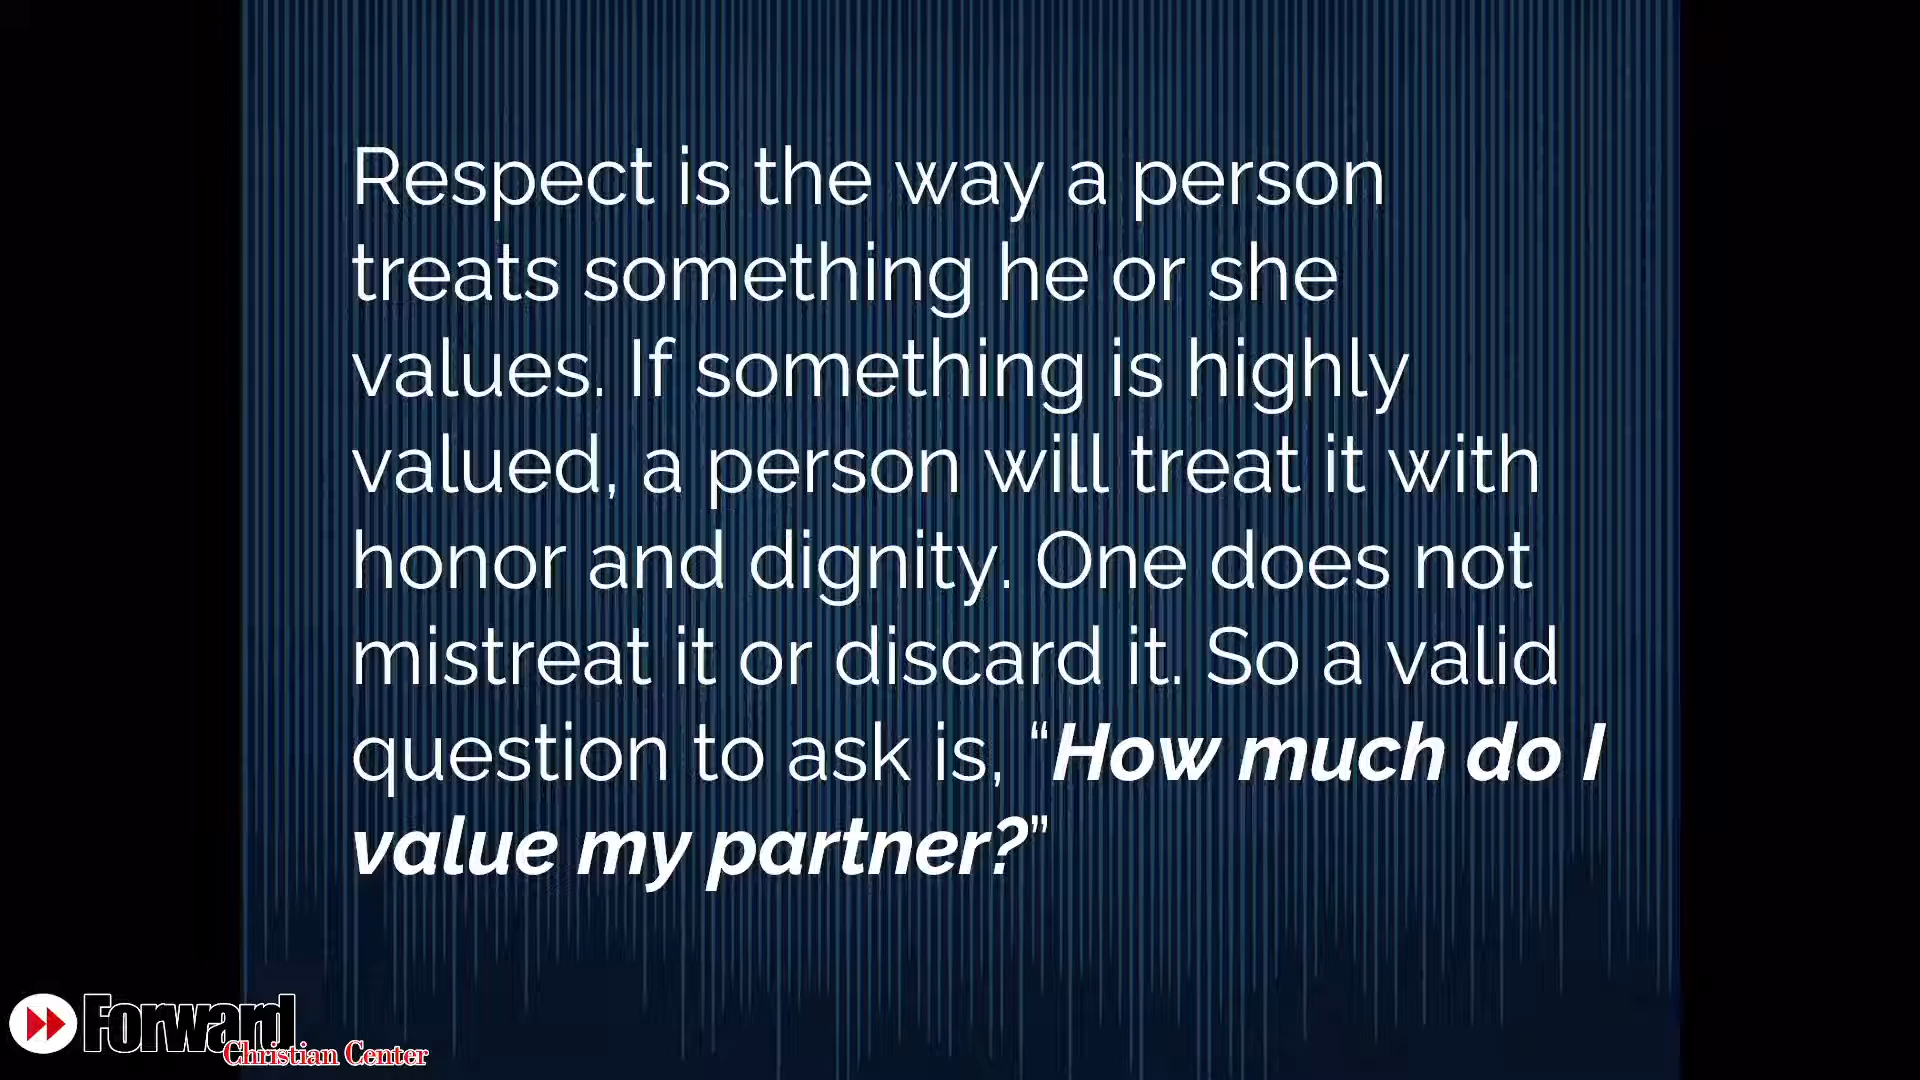 Respect is the way a person
treats something he or she
values. If something is highly
valued, a person will treat it with
honor and dignity. One does not
mistreat it or discard it. So a valid
question to ask is, “How much do I
value my partner?”
Forward
Christian Center